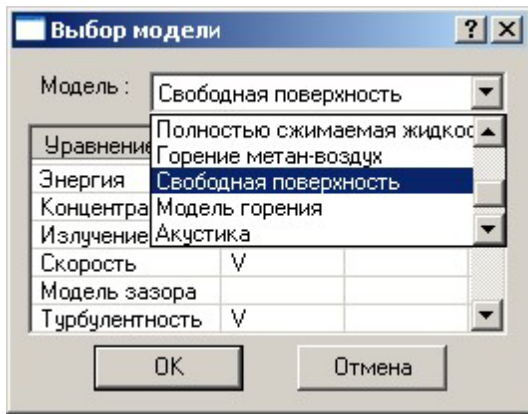 Выбор модели
Модель :
Свободная поверхность
Уравнение
Полностью сжимаемая
Горение метан-воздух
Энергия
Свободная поверхность
Модель горения
Излучение
Акустика
Скорость V
Модель зазора
Турбулентность V
OK
Отмена